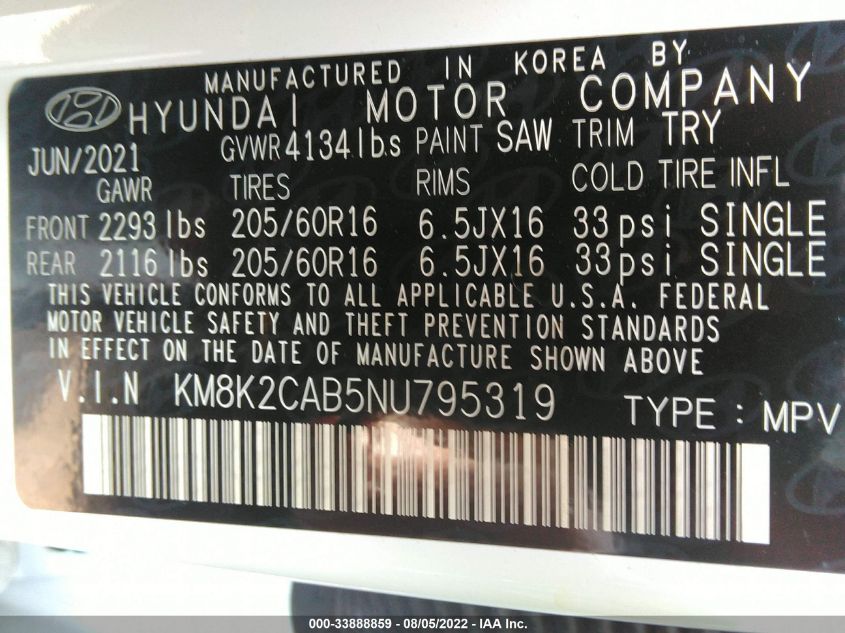 MANUFACTURED IN KOREA BY
HYUNDAI MOTOR COMPANY
JUN/2021 GVWR 4134 lbs PAINT SAW TRIM TRY
GAWR TIRES RIMS COLD TIRE INFL
FRONT 2293 lbs 205/60R16 6.5JX16 33psi SINGLE
REAR 2116 lbs 205/60R16 6.5JX16 33psi SINGLE
THIS VEHICLE CONFORMS TO ALL APPLICABLE U.S.A. FEDERAL
MOTOR VEHICLE SAFETY AND THEFT PREVENTION STANDARDS
IN EFFECT ON THE DATE OF MANUFACTURE SHOWN ABOVE
V.I.N KM8K2CAB5NU795319 TYPE : MPV
000-33888859 - 08/05/2022 - IAA Inc.